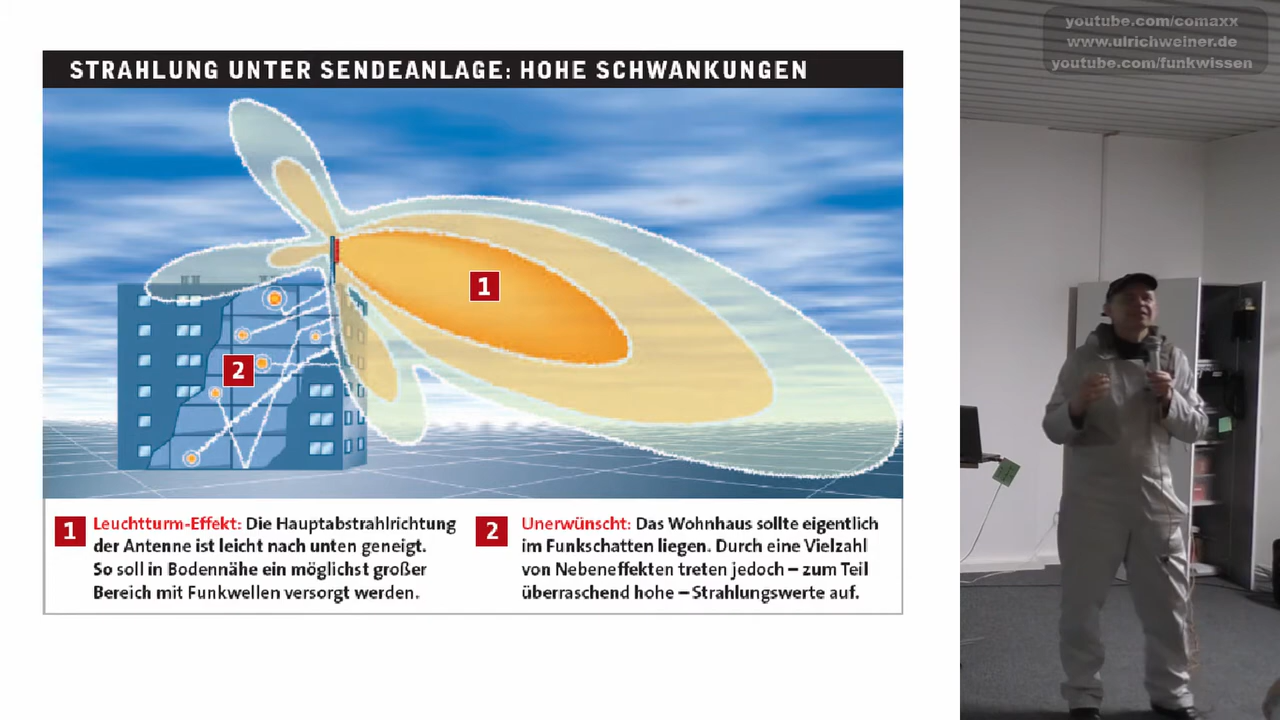 STRAHLUNG UNTER SENDEANLAGE: HOHE SCHWANKUNGEN
1
2
1 Leuchtturm-Effekt: Die Hauptabstrahlrichtung
der Antenne ist leicht nach unten geneigt.
So soll in Bodennähe ein möglichst großer
Bereich mit Funkwellen versorgt werden.
2 Unerwünscht: Das Wohnhaus sollte eigentlich
im Funkschatten liegen. Durch eine Vielzahl
von Nebeneffekten treten jedoch – zum Teil
überraschend hohe – Strahlungswerte auf.
youtube.com/comaxx
www.ulrichweiner.de
youtube.com/funkwissen